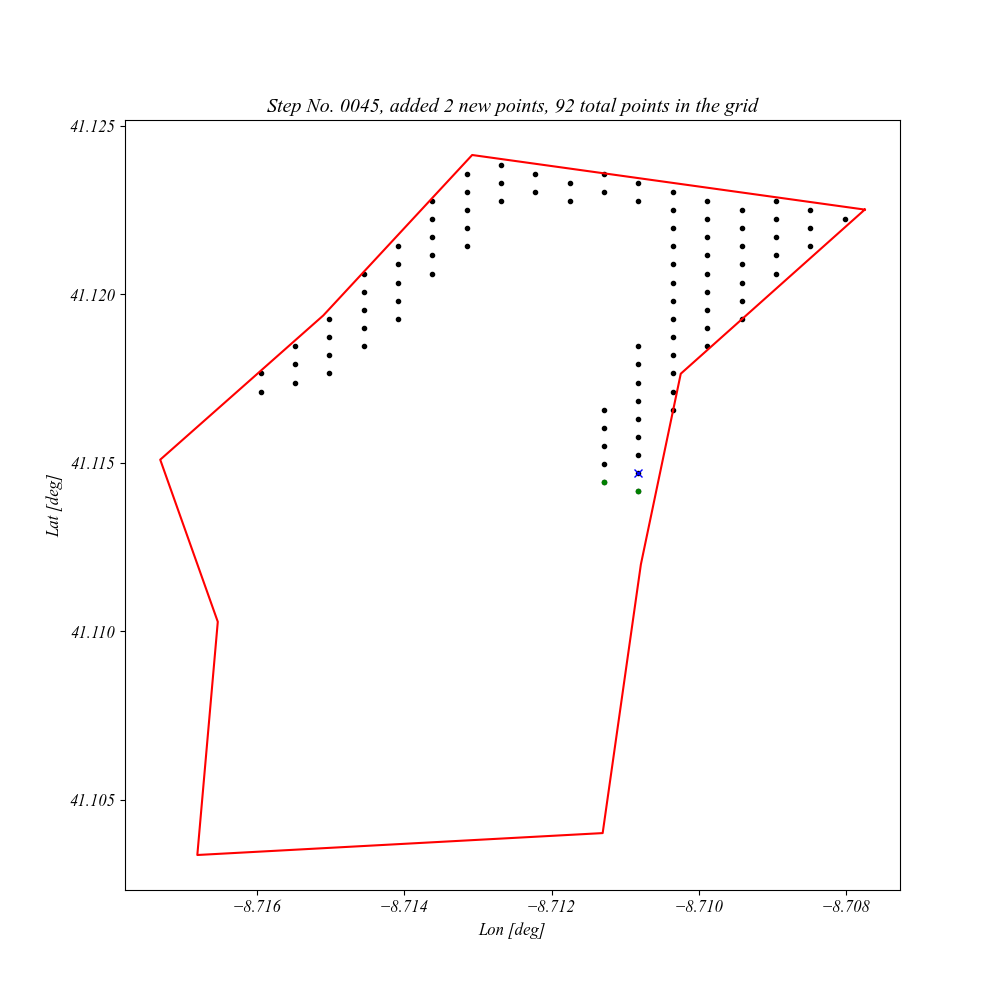 Step No. 0045, added 2 new points, 92 total points in the grid
41.125
41.120
41.115
41.110
41.105
Lat [deg]
−8.716 −8.714 −8.712 −8.710 −8.708
Lon [deg]